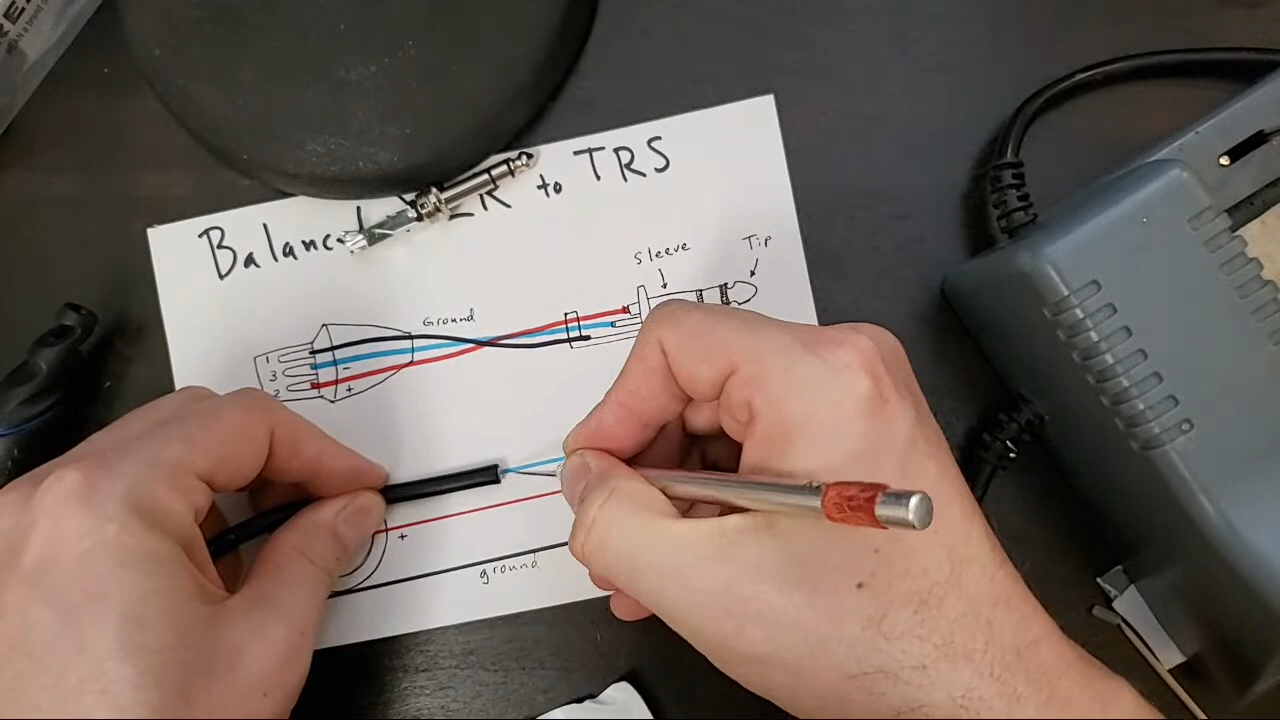 Balanc
to TRS
Sleeve
Tip
Ground
1
3 -
2 +
+
ground